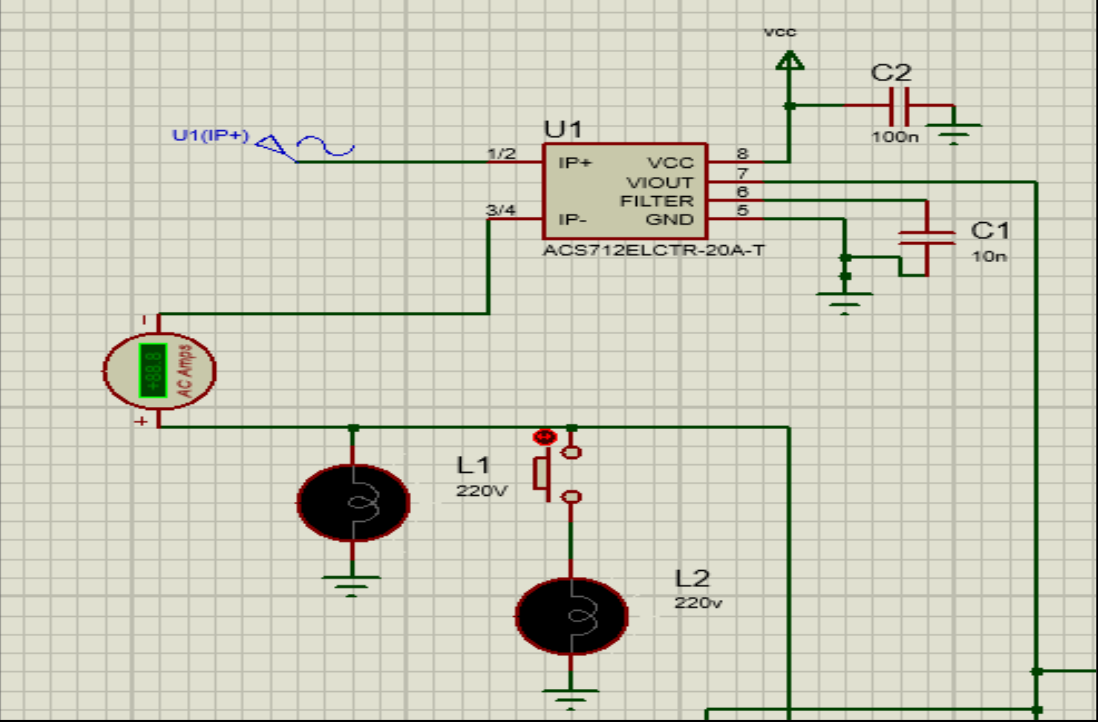 vcc
C2
100n
U1(IP+)
U1
1/2
IP+
VCC
8
VIOUT
7
FILTER
6
3/4
IP-
GND
5
ACS712ELCTR-20A-T
C1
10n
-
+88.8
AC Amps
+
L1
220V
L2
220v